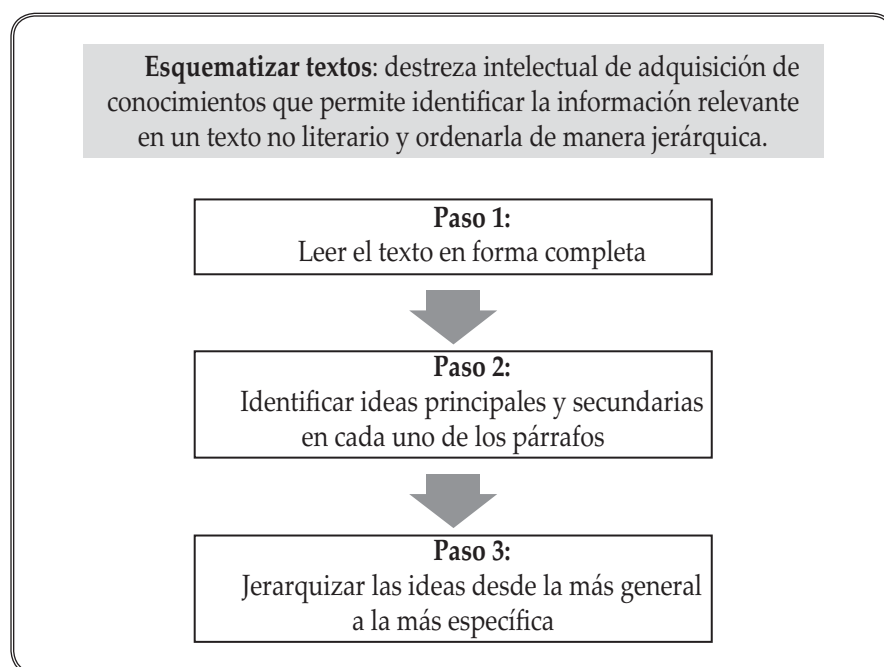 Esquematizar textos: destreza intelectual de adquisición de
conocimientos que permite identificar la información relevante
en un texto no literario y ordenarla de manera jerárquica.
Paso 1:
Leer el texto en forma completa
Paso 2:
Identificar ideas principales y secundarias
en cada uno de los párrafos
Paso 3:
Jerarquizar las ideas desde la más general
a la más específica